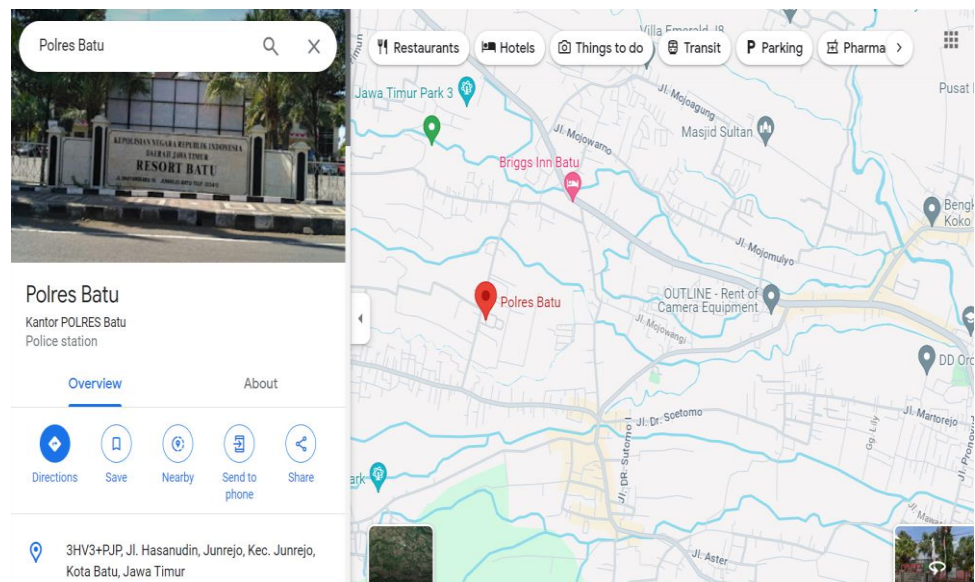 Polres Batu
KEPOLISIAN NEGARA REPUBLIK INDONESIA
DAERAH JAWA TIMUR
RESORT BATU
Polres Batu
Kantor POLRES Batu
Police station
Overview
About
Directions
Save
Nearby
Send to
phone
Share
3HV3+PJP, Jl. Hasanudin, Junrejo, Kec. Junrejo,
Kota Batu, Jawa Timur
Restaurants
Hotels
Things to do
Transit
P Parking
Pharma
Villa Emerald J8
Jawa Timur Park 3
Jl. Mojoagung
Pusat
Masjid Sultan
Jl. Mojowarno
Briggs Inn Batu
Bengk
Koko
Jl. Mojomulyo
Polres Batu
OUTLINE - Rent of
Camera Equipment
Jl. Mojowangi
DD Oro
Jl. Martorejo
Jl. Dr. Soetomo
Gg. Lily
Jl. DR. Sutomo I
ark
Jl. Aster